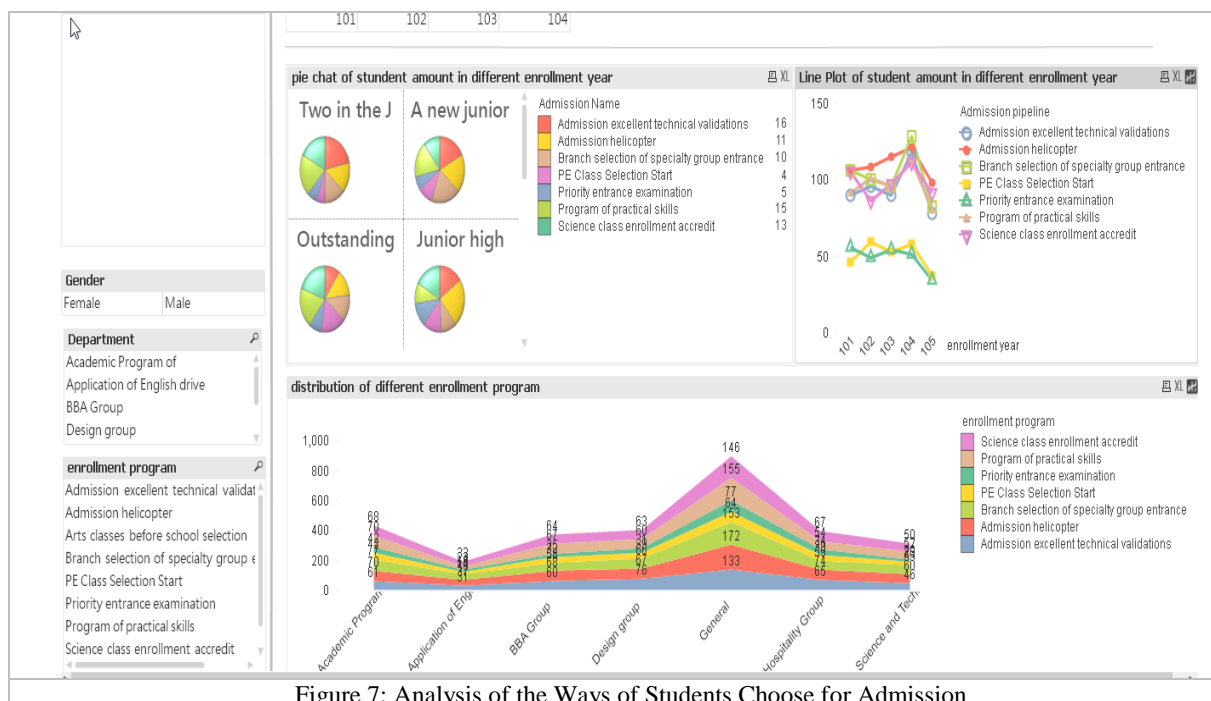 101 102 103 104
pie chat of stundent amount in different enrollment year XL
Two in the J A new junior
Outstanding Junior high
Admission Name
Admission excellent technical validations 16
Admission helicopter 11
Branch selection of specialty group entrance 10
PE Class Selection Start 4
Priority entrance examination 5
Program of practical skills 15
Science class enrollment accredit 13
Line Plot of student amount in different enrollment year XL
150
100
50
0
101 102 103 104 105 enrollment year
Admission pipeline
Admission excellent technical validations
Admission helicopter
Branch selection of specialty group entrance
PE Class Selection Start
Priority entrance examination
Program of practical skills
Science class enrollment accredit
Gender
Female Male
Department
Academic Program of
Application of English drive
BBA Group
Design group
enrollment program
Admission excellent technical validat
Admission helicopter
Arts classes before school selection
Branch selection of specialty group e
PE Class Selection Start
Priority entrance examination
Program of practical skills
Science class enrollment accredit
distribution of different enrollment program XL
1,000
800
600
400
200
0
68
70
61
33
31
64
68
60
63
60
76
146
155
77
64
153
172
133
67
65
50
46
Academic Program
Application of Eng
BBA Group
Design group
General
Hospitality Group
Science and Tech
enrollment program
Science class enrollment accredit
Program of practical skills
Priority entrance examination
PE Class Selection Start
Branch selection of specialty group entrance
Admission helicopter
Admission excellent technical validations
Figure 7: Analysis of the Ways of Students Choose for Admission